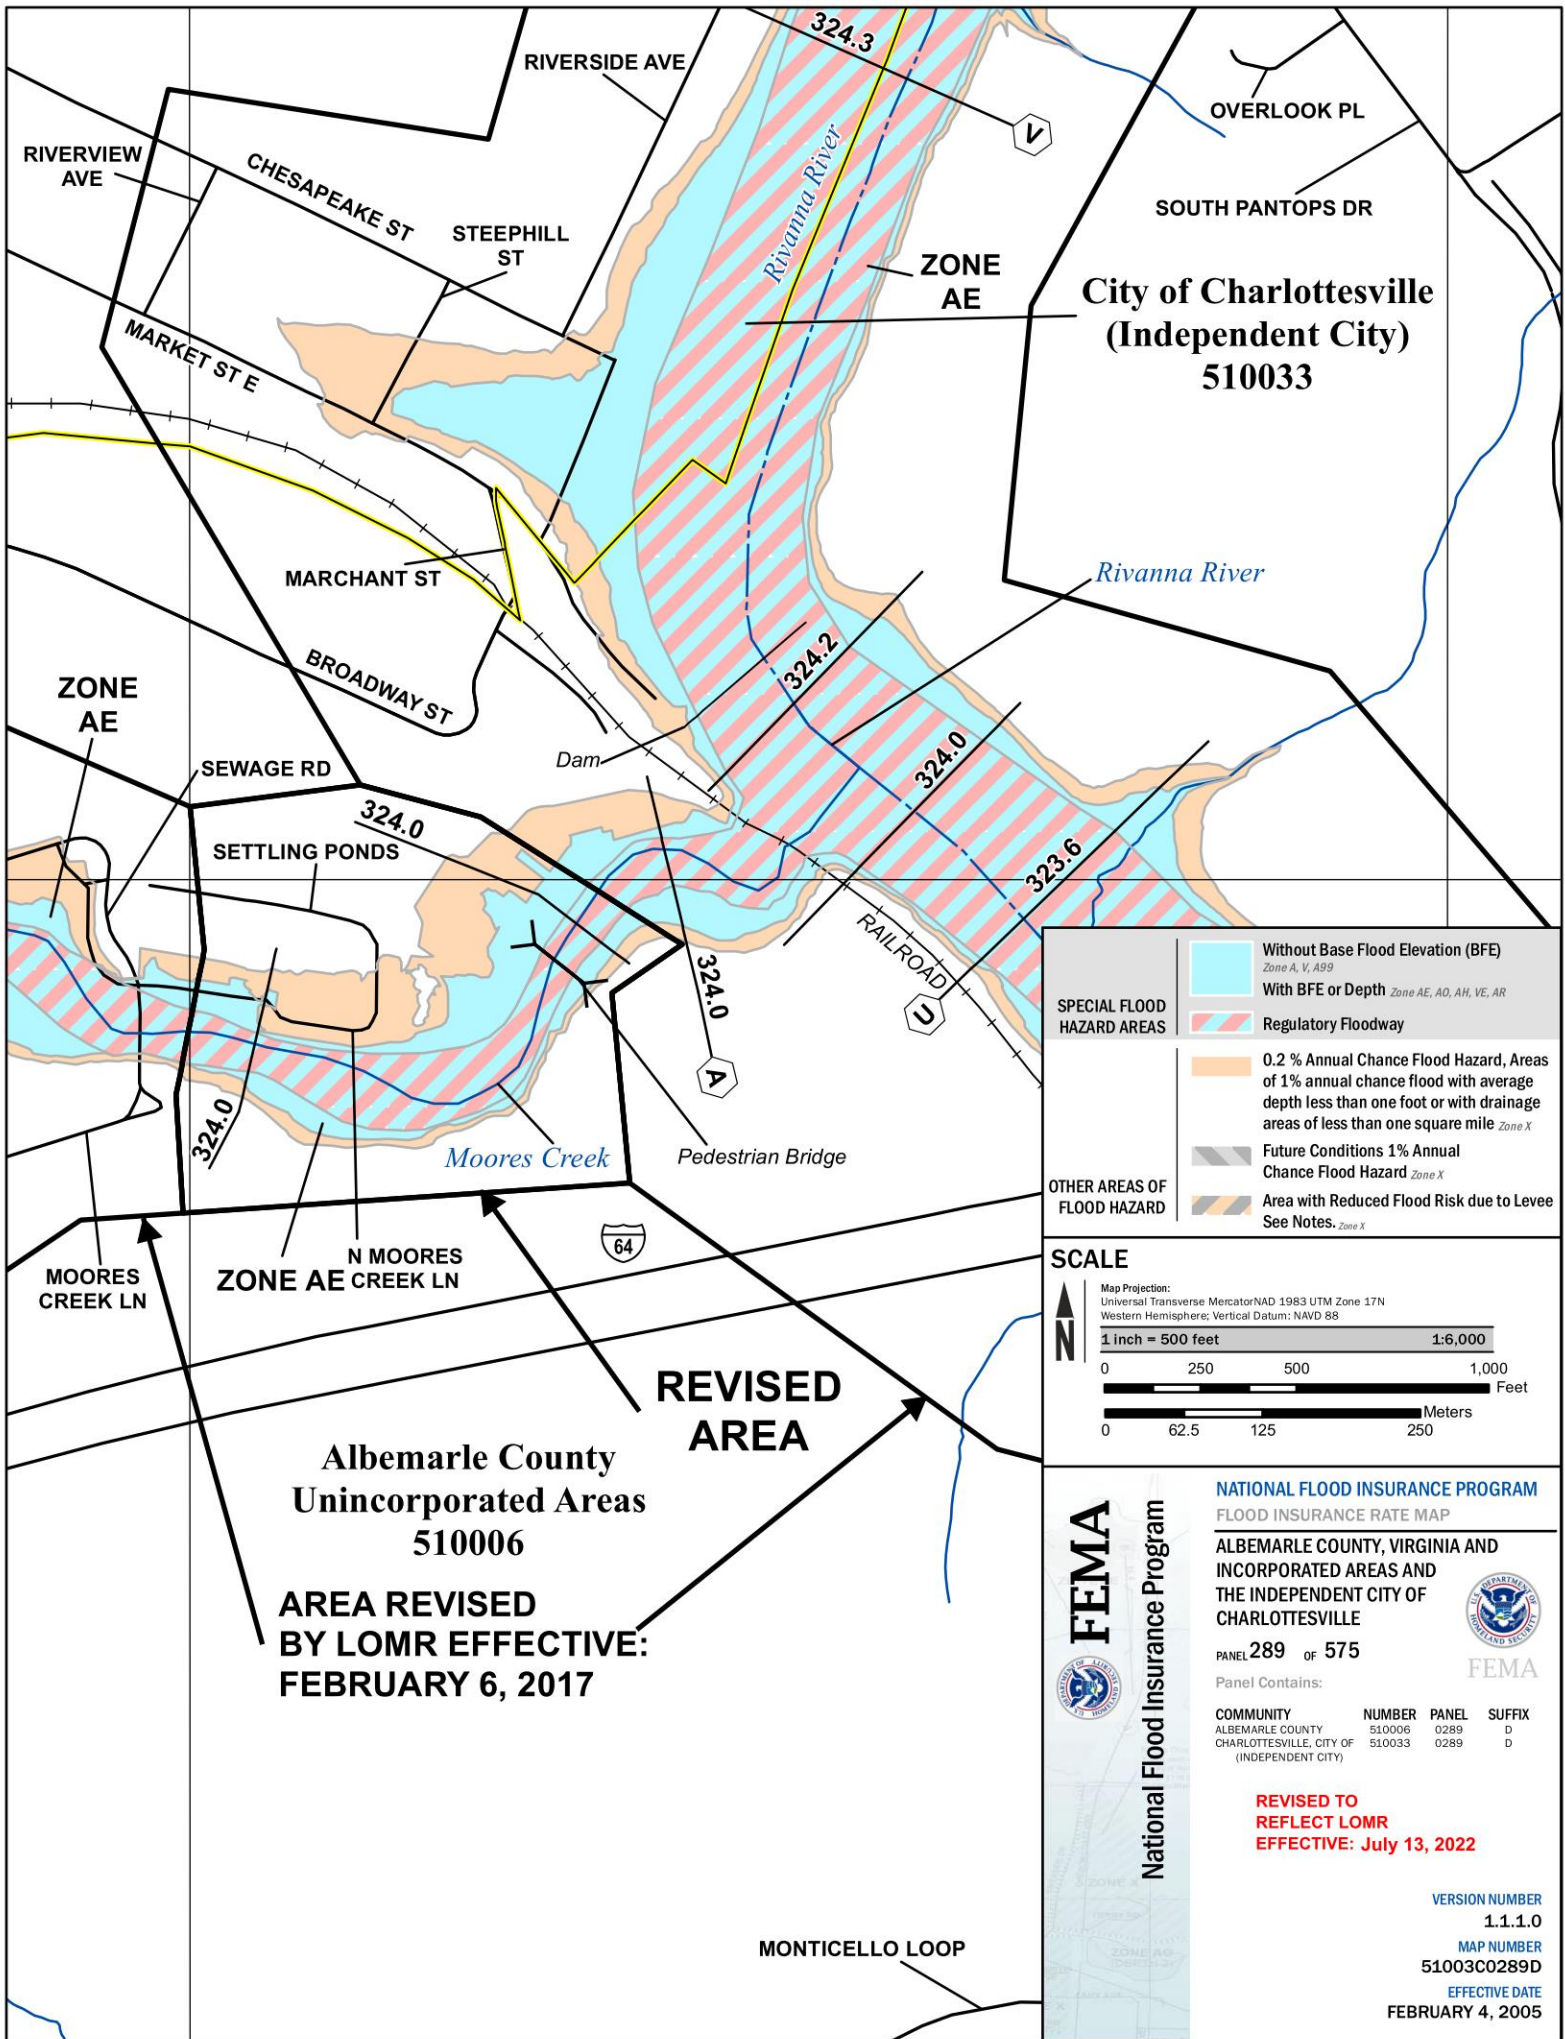 324.3
RIVERSIDE AVE
V
OVERLOOK PL
RIVERVIEW
AVE
CHESAPEAKE ST
STEEPHILL
ST
Rivanna River
SOUTH PANTOPS DR
ZONE
AE
City of Charlottesville
(Independent City)
510033
MARKET ST E
MARCHANT ST
Rivanna River
BROADWAY ST
324.2
ZONE
AE
Dam
324.0
SEWAGE RD
324.0
SETTLING PONDS
323.6
RAILROAD
324.0
U
A
324.0
Moores Creek
Pedestrian Bridge
64
MOORES
CREEK LN
ZONE AE
N MOORES
CREEK LN
REVISED
AREA
Albemarle County
Unincorporated Areas
510006
AREA REVISED
BY LOMR EFFECTIVE:
FEBRUARY 6, 2017
MONTICELLO LOOP
SPECIAL FLOOD
HAZARD AREAS
Without Base Flood Elevation (BFE)
Zone A, V, A99
With BFE or Depth Zone AE, AO, AH, VE, AR
Regulatory Floodway
OTHER AREAS OF
FLOOD HAZARD
0.2 % Annual Chance Flood Hazard, Areas
of 1% annual chance flood with average
depth less than one foot or with drainage
areas of less than one square mile Zone X
Future Conditions 1% Annual
Chance Flood Hazard Zone X
Area with Reduced Flood Risk due to Levee
See Notes. Zone X
SCALE
N
Map Projection:
Universal Transverse MercatorNAD 1983 UTM Zone 17N
Western Hemisphere; Vertical Datum: NAVD 88
1 inch = 500 feet 1:6,000
0 250 500 1,000
Feet
Meters
0 62.5 125 250
FEMA
National Flood Insurance Program
NATIONAL FLOOD INSURANCE PROGRAM
FLOOD INSURANCE RATE MAP
ALBEMARLE COUNTY, VIRGINIA AND
INCORPORATED AREAS AND
THE INDEPENDENT CITY OF
CHARLOTTESVILLE
PANEL 289 OF 575
U.S. DEPARTMENT OF HOMELAND SECURITY
FEMA
Panel Contains:
COMMUNITY NUMBER PANEL SUFFIX
ALBEMARLE COUNTY 510006 0289 D
CHARLOTTESVILLE, CITY OF 510033 0289 D
(INDEPENDENT CITY)
REVISED TO
REFLECT LOMR
EFFECTIVE: July 13, 2022
VERSION NUMBER
1.1.1.0
MAP NUMBER
51003C0289D
EFFECTIVE DATE
FEBRUARY 4, 2005